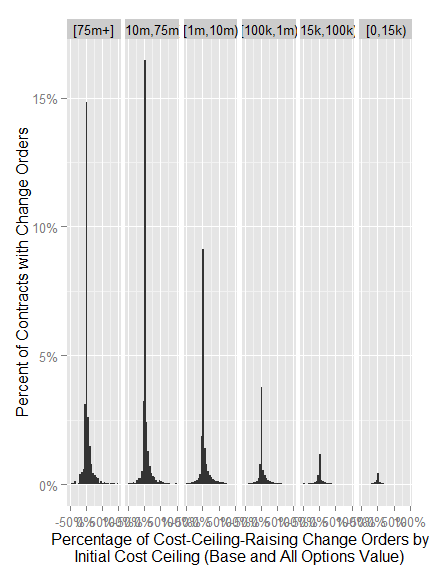 [75m+] 10m,75m [1m,10m) [100k,1m) 15k,100k) [0,15k)
15%
10%
5%
0%
Percent of Contracts with Change Orders
-50% 100%
Percentage of Cost-Ceiling-Raising Change Orders by
Initial Cost Ceiling (Base and All Options Value)